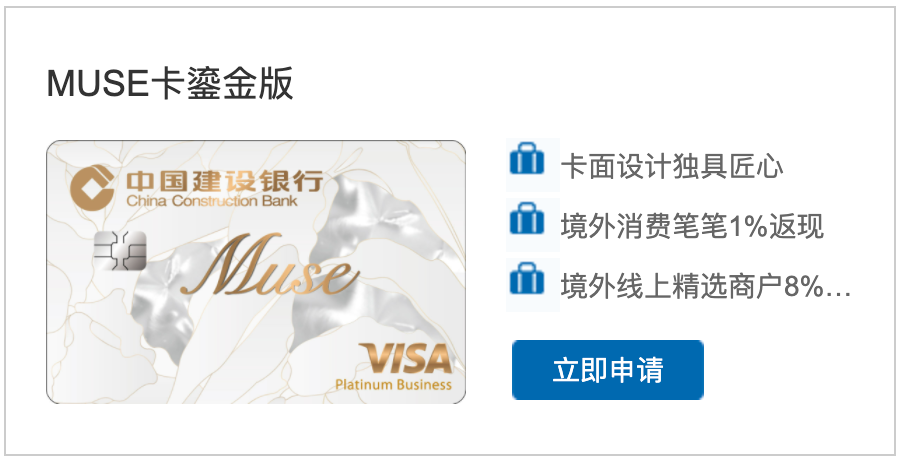 MUSE卡鎏金版
中国建设银行
China Construction Bank
Muse
VISA
Platinum Business
卡面设计独具匠心
境外消费笔笔1%返现
境外线上精选商户8%...
立即申请